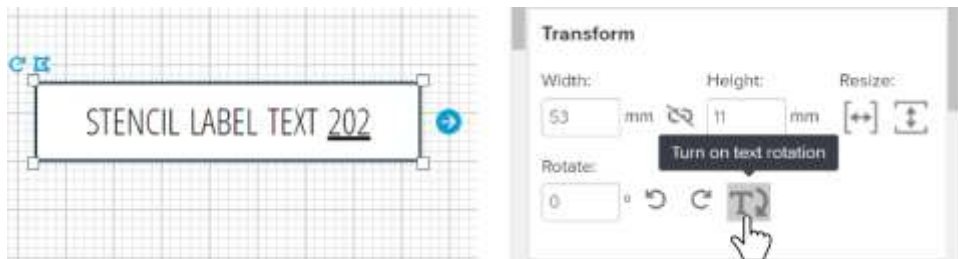 STENCIL LABEL TEXT 202
Transform
Width:
Height:
Resize:
53 mm
11 mm
Turn on text rotation
Rotate:
0 °